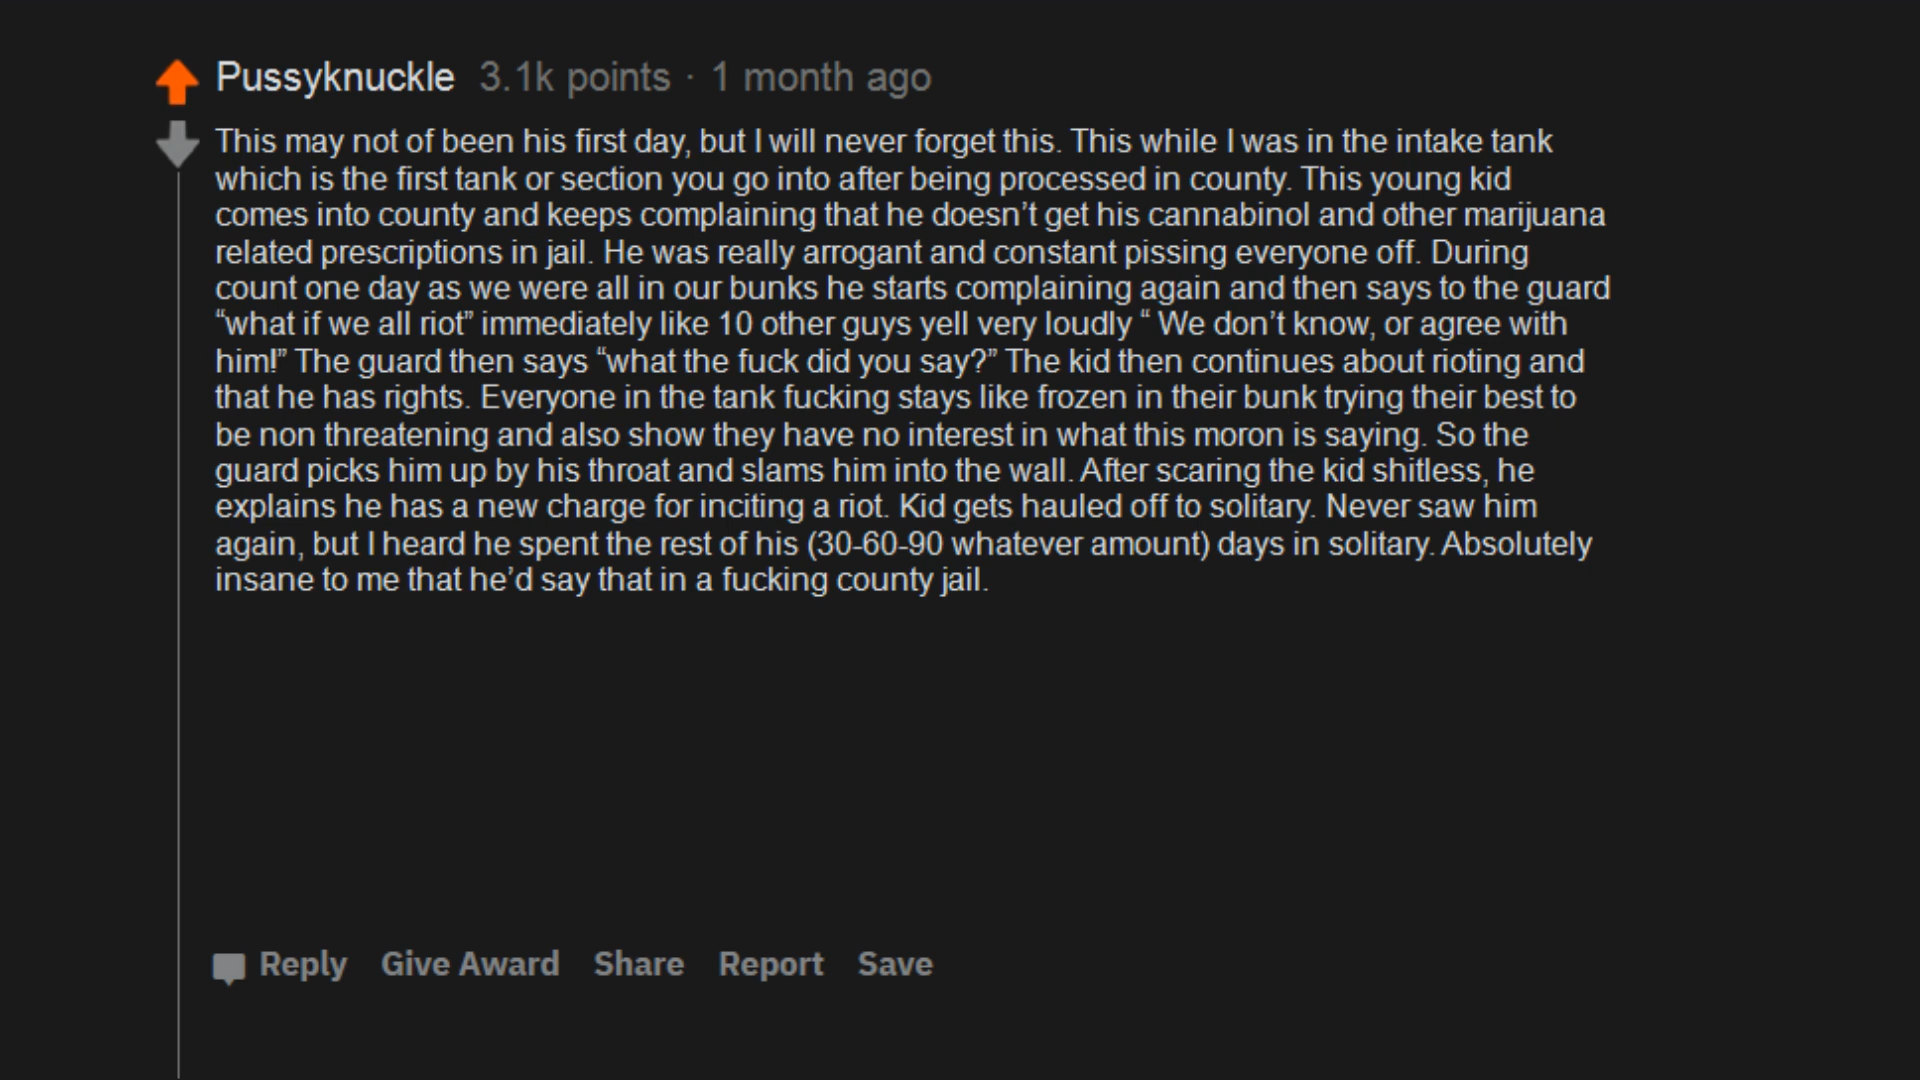 Pussyknuckle 3.1k points · 1 month ago
This may not of been his first day, but I will never forget this. This while I was in the intake tank
which is the first tank or section you go into after being processed in county. This young kid
comes into county and keeps complaining that he doesn’t get his cannabinol and other marijuana
related prescriptions in jail. He was really arrogant and constant pissing everyone off. During
count one day as we were all in our bunks he starts complaining again and then says to the guard
“what if we all riot” immediately like 10 other guys yell very loudly “ We don’t know, or agree with
him!” The guard then says “what the fuck did you say?” The kid then continues about rioting and
that he has rights. Everyone in the tank fucking stays like frozen in their bunk trying their best to
be non threatening and also show they have no interest in what this moron is saying. So the
guard picks him up by his throat and slams him into the wall. After scaring the kid shitless, he
explains he has a new charge for inciting a riot. Kid gets hauled off to solitary. Never saw him
again, but I heard he spent the rest of his (30-60-90 whatever amount) days in solitary. Absolutely
insane to me that he’d say that in a fucking county jail.
Reply Give Award Share Report Save